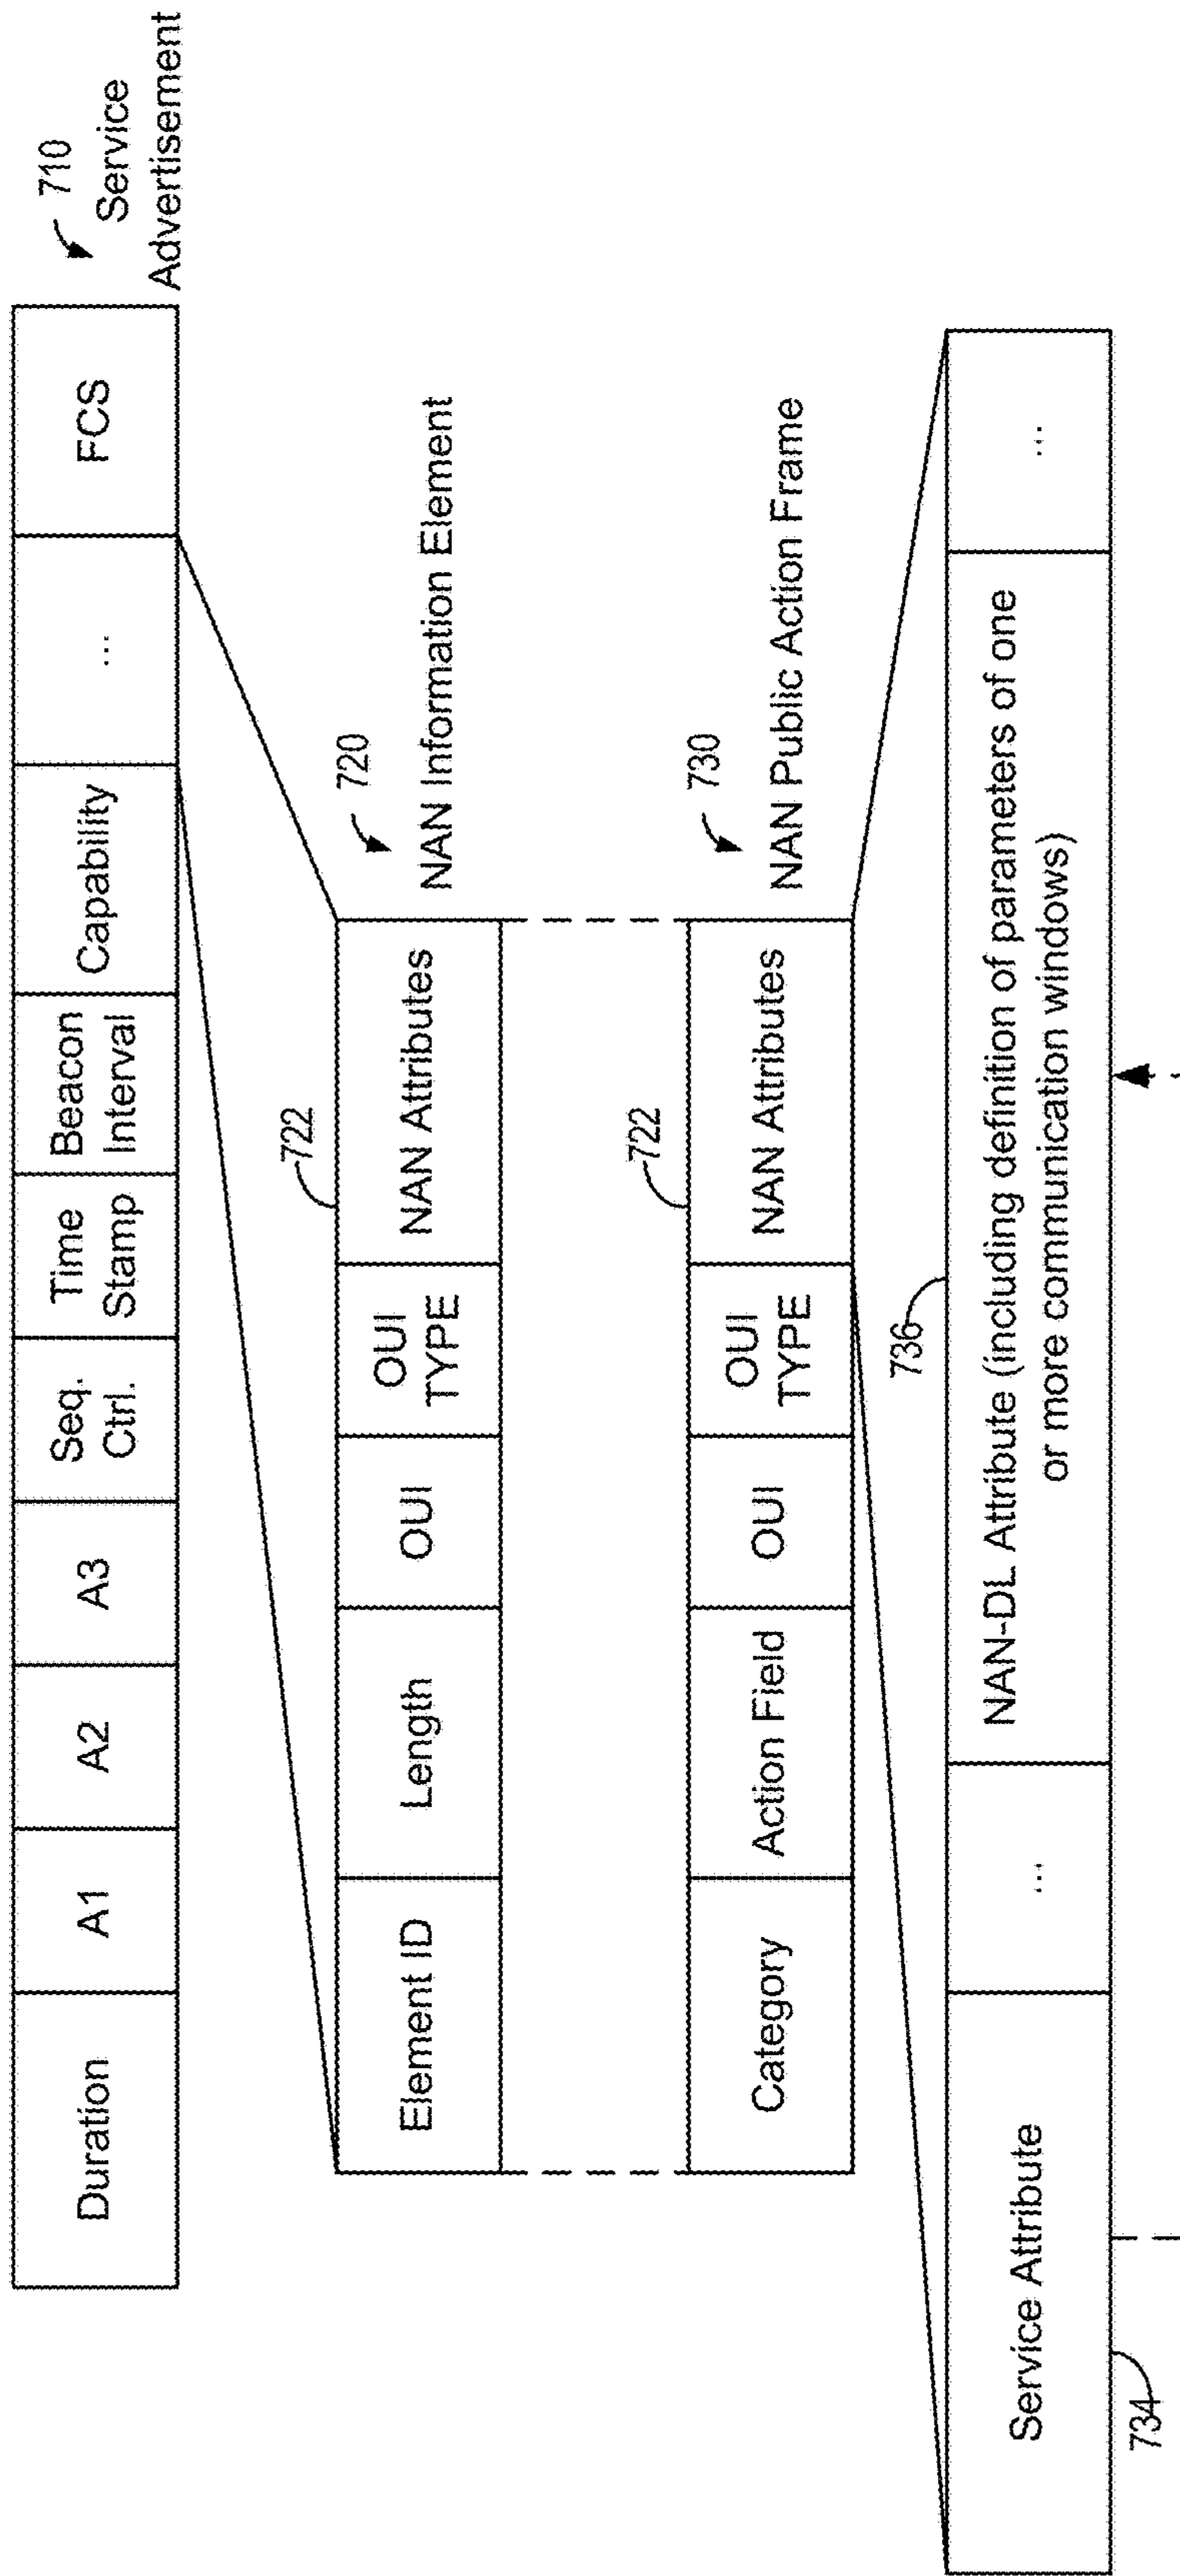 710
Service
Advertisement
Duration
A1
A2
A3
Seq.
Ctrl.
Time
Stamp
Beacon
Interval
Capability
...
FCS
720
NAN Information Element
722
Element ID
Length
OUI
OUI
TYPE
NAN Attributes
730
NAN Public Action Frame
722
Category
Action Field
OUI
OUI
TYPE
NAN Attributes
736
Service Attribute
...
NAN-DL Attribute (including definition of parameters of one
or more communication windows)
...
734